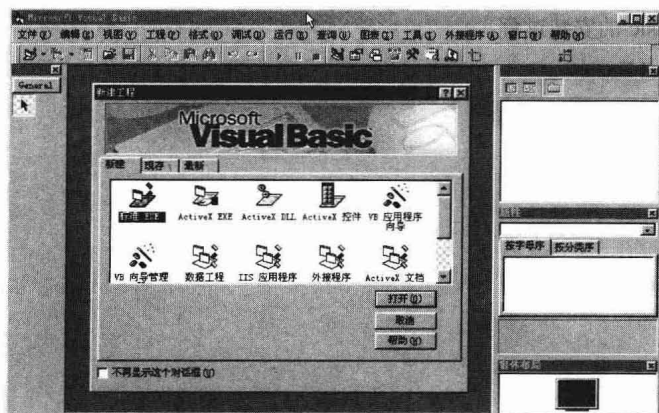 Microsoft Visual Basic
文件(F) 编辑(E) 视图(V) 工程(P) 格式(O) 调试(D) 运行(R) 查询(U) 图表(I) 工具(T) 外接程序(A) 窗口(W) 帮助(H)
General
新建工程
Microsoft
Visual Basic
新建 现存 最新
标准 EXE ActiveX EXE ActiveX DLL ActiveX 控件 VB 应用程序
向导
VB 向导管理 数据工程 IIS 应用程序 外接程序 ActiveX 文档
打开(O)
取消
帮助(H)
不再显示这个对话框(D)
属性
按字母序 按分类序
窗体布局